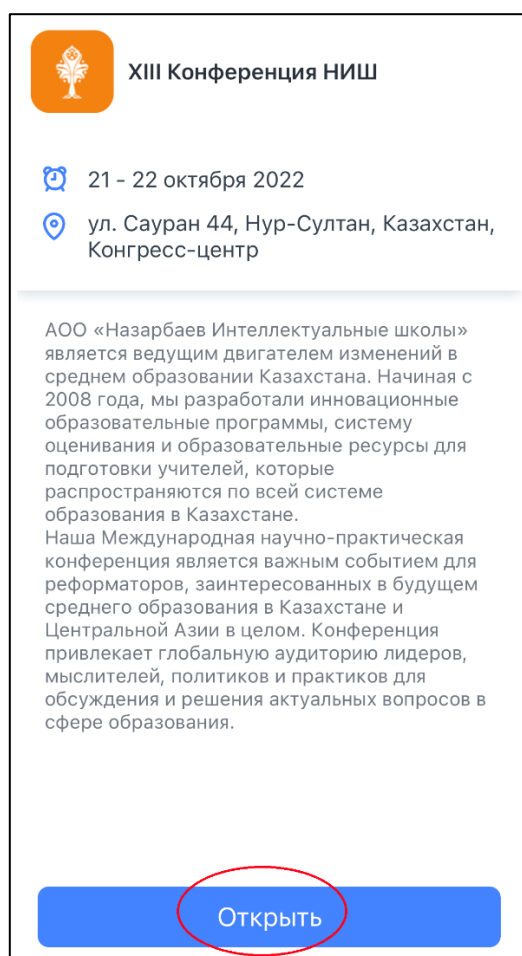 XIII Конференция НИШ
21 - 22 октября 2022
ул. Сауран 44, Нур-Султан, Казахстан,
Конгресс-центр
АОО «Назарбаев Интеллектуальные школы»
является ведущим двигателем изменений в
среднем образовании Казахстана. Начиная с
2008 года, мы разработали инновационные
образовательные программы, систему
оценивания и образовательные ресурсы для
подготовки учителей, которые
распространяются по всей системе
образования в Казахстане.
Наша Международная научно-практическая
конференция является важным событием для
реформаторов, заинтересованных в будущем
среднего образования в Казахстане и
Центральной Азии в целом. Конференция
привлекает глобальную аудиторию лидеров,
мыслителей, политиков и практиков для
обсуждения и решения актуальных вопросов в
сфере образования.
Открыть